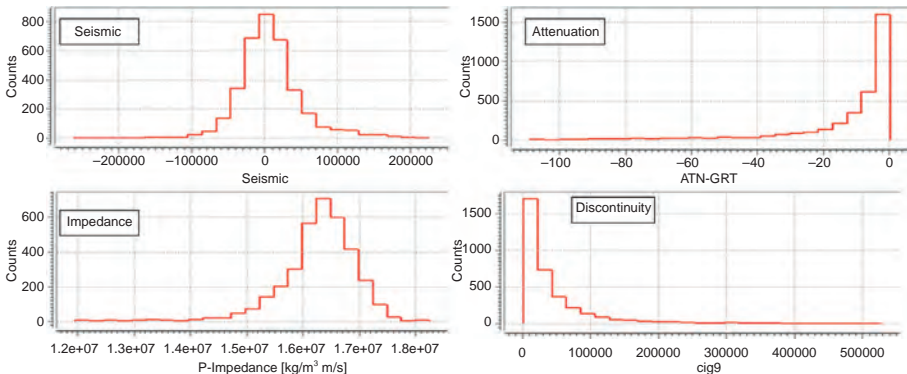 Seismic
Counts
800
600
400
200
0
−200000 −100000 0 100000 200000
Seismic
Attenuation
Counts
1500
1000
500
0
−100 −80 −60 −40 −20 0
ATN-GRT
Impedance
Counts
600
400
200
0
1.2e+07 1.3e+07 1.4e+07 1.5e+07 1.6e+07 1.7e+07 1.8e+07
P-Impedance [kg/m³ m/s]
Discontinuity
Counts
1500
1000
500
0
0 100000 200000 300000 400000 500000
cig9